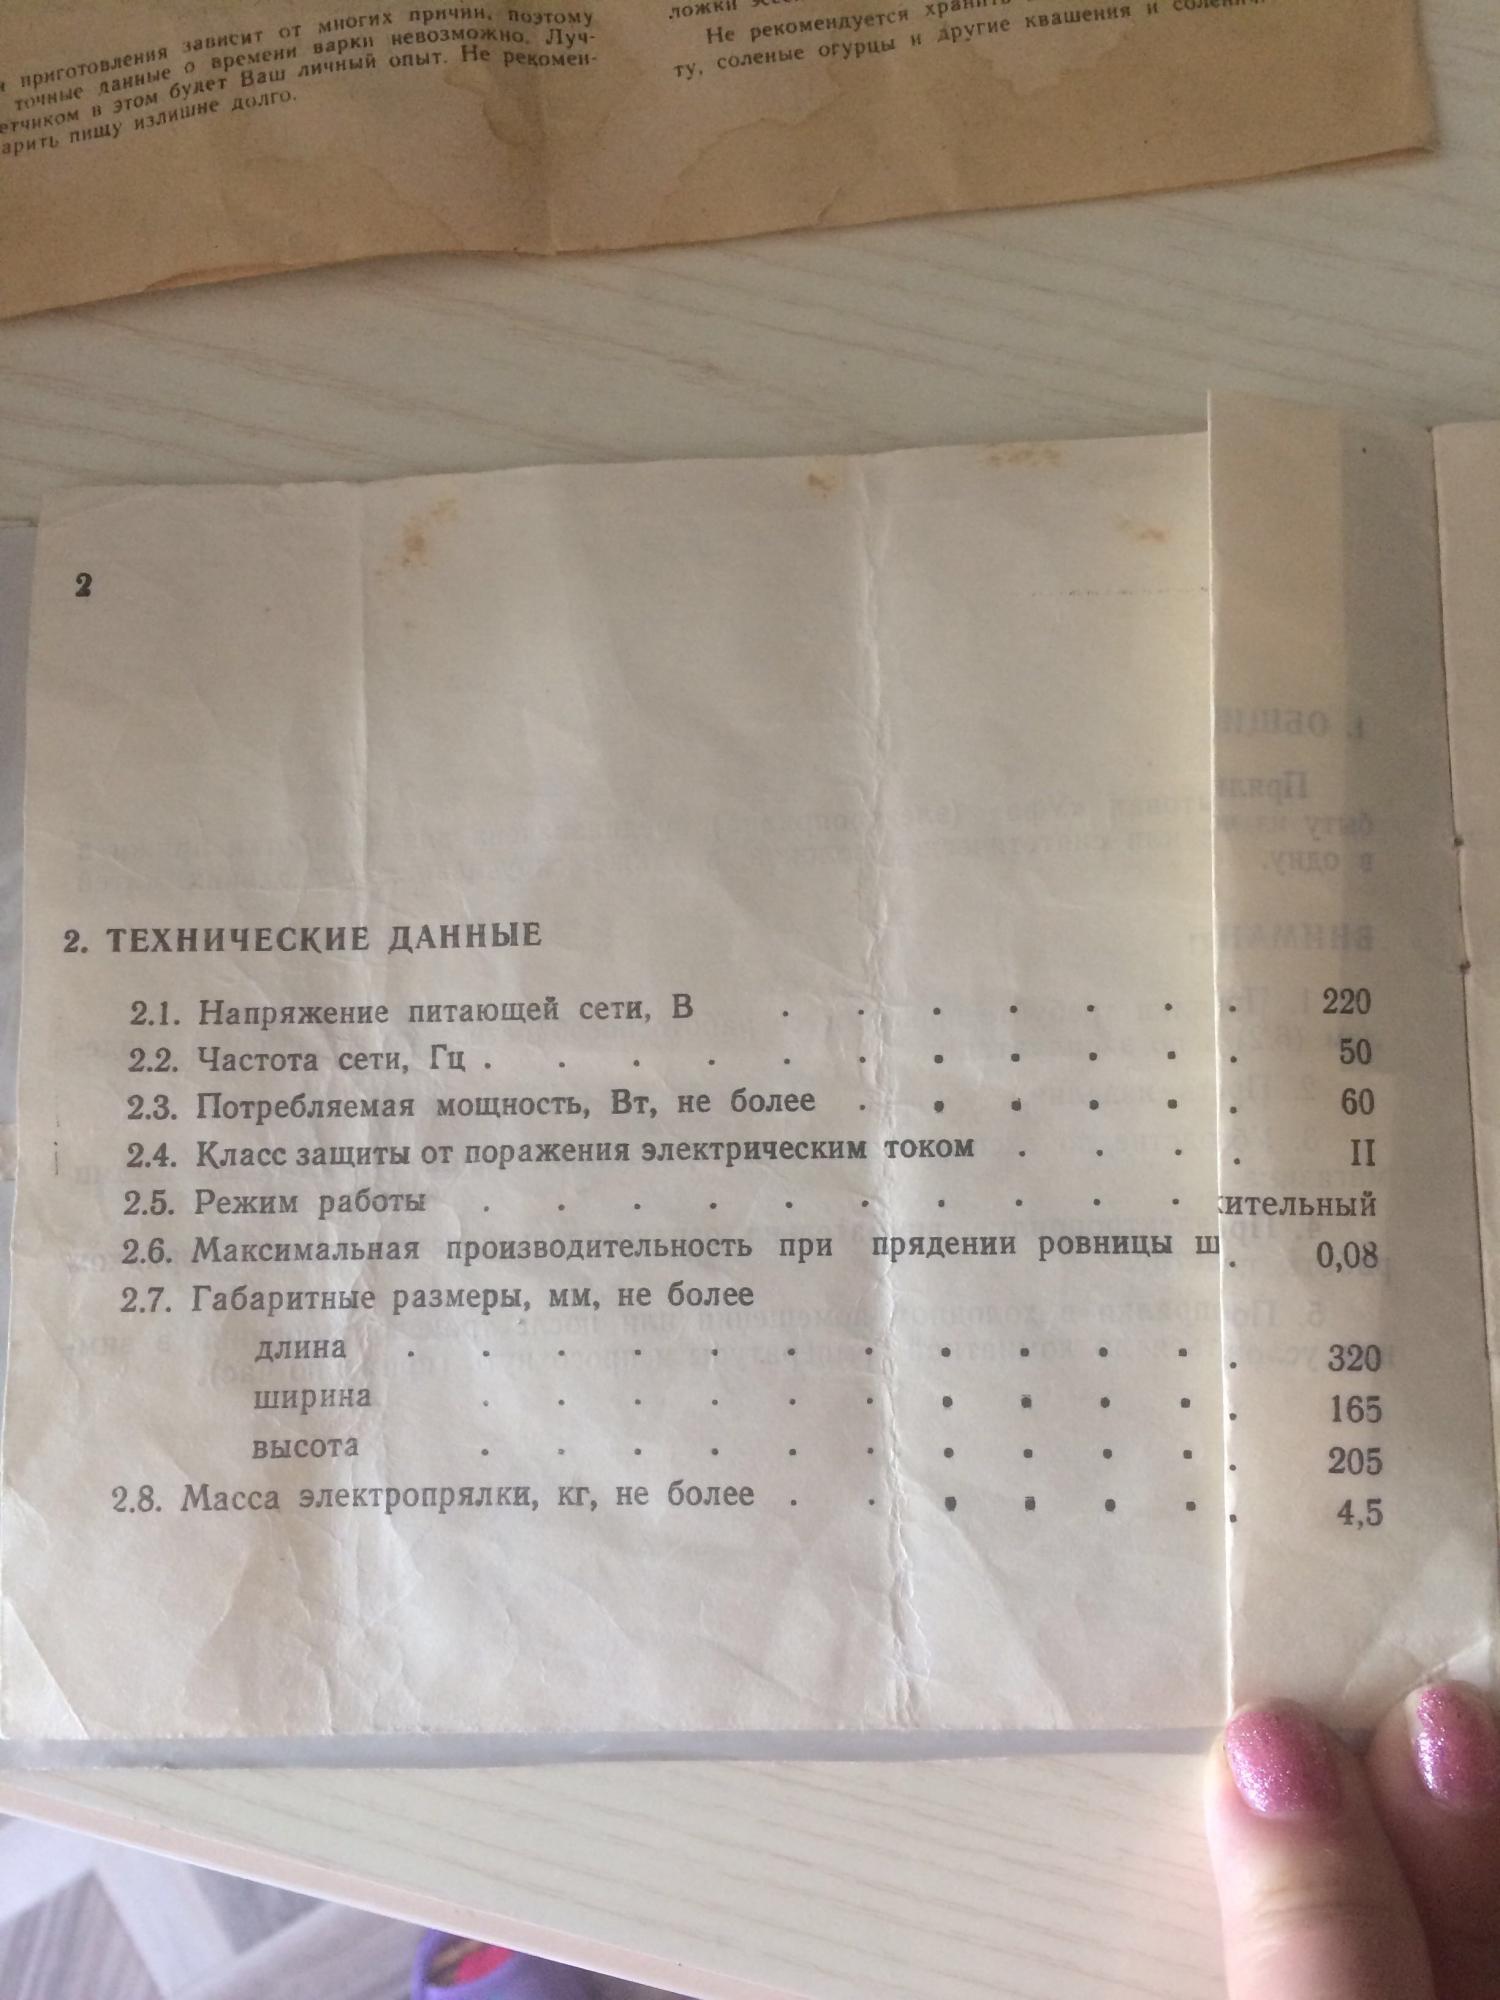 приготовления зависит от многих причин, поэтому
точные данные о времени варки невозможно. Луч-
етчиком в этом будет Ваш личный опыт. Не рекомен-
арить пищу излишне долго.
ложки
Не рекомендуется хранить
ту, соленые огурцы и другие квашения и
2
2. ТЕХНИЧЕСКИЕ ДАННЫЕ
2.1. Напряжение питающей сети, В . . . . . . . 220
2.2. Частота сети, Гц . . . . . . . . . . . 50
2.3. Потребляемая мощность, Вт, не более . . . . . . 60
2.4. Класс защиты от поражения электрическим током . . . . II
2.5. Режим работы . . . . . . . . . . жительный
2.6. Максимальная производительность при прядении ровницы ш . 0,08
2.7. Габаритные размеры, мм, не более
длина . . . . . . . . . . . . 320
ширина . . . . . . . . . . . 165
высота . . . . . . . . . . . 205
2.8. Масса электропрялки, кг, не более . . . . . . . 4,5